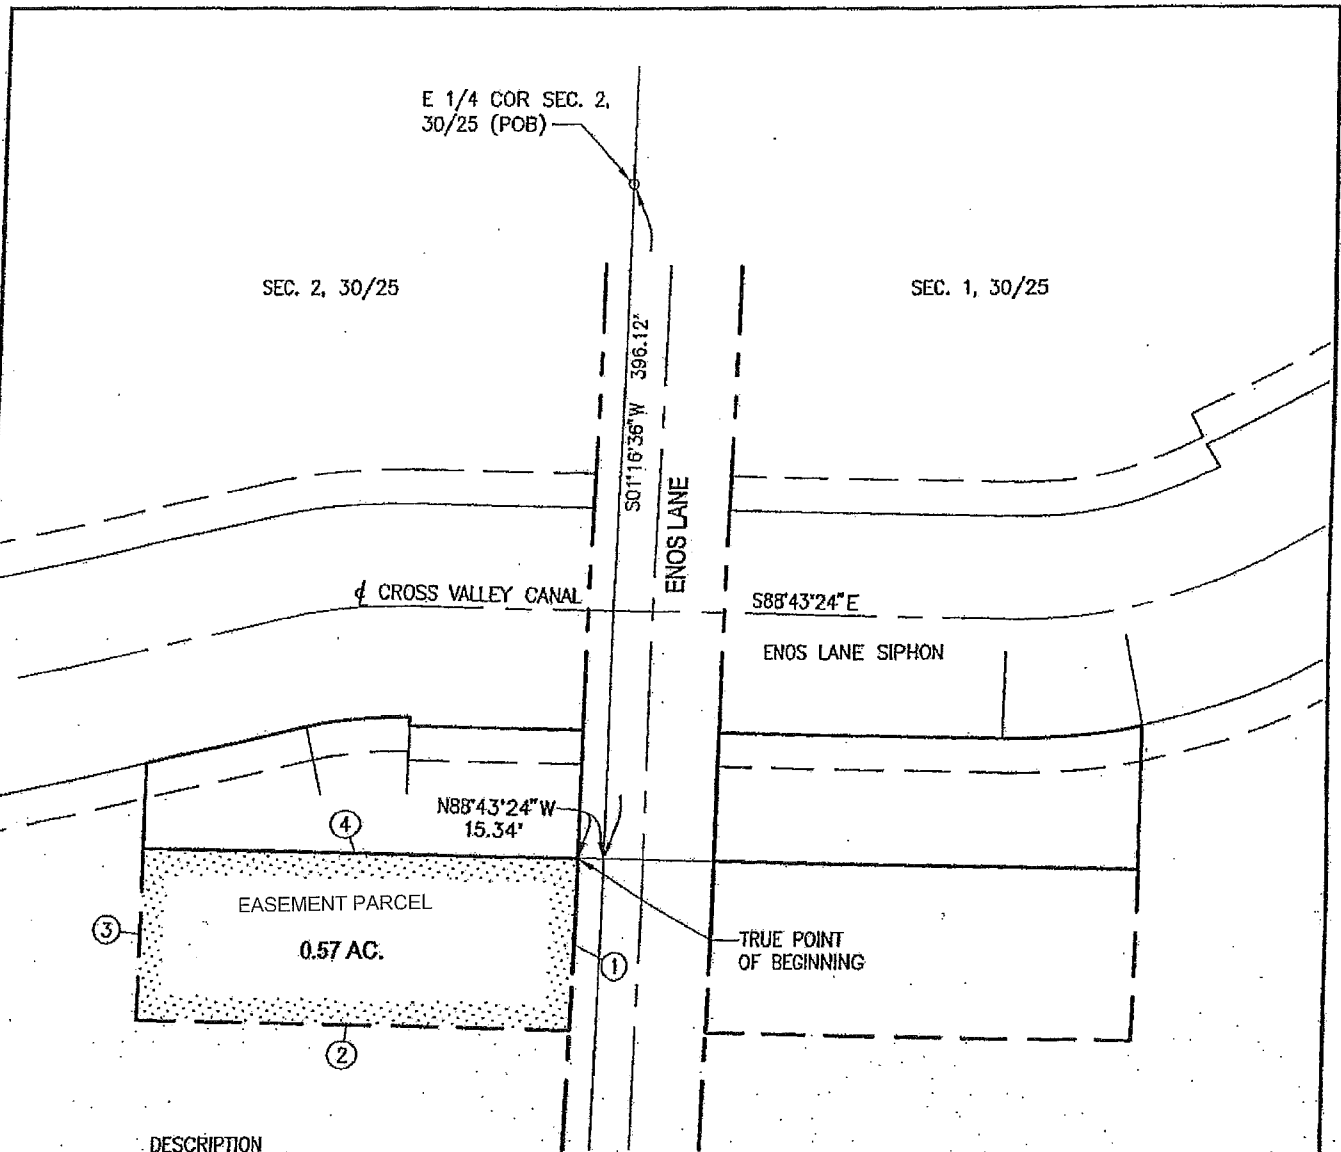 E 1/4 COR SEC. 2,
30/25 (POB)
SEC. 2, 30/25
SEC. 1, 30/25
S01°16'36"W 396.12'
ENOS LANE
℄ CROSS VALLEY CANAL
S88°43'24"E
ENOS LANE SIPHON
N88°43'24"W
15.34'
4
EASEMENT PARCEL
0.57 AC.
3
1
TRUE POINT
OF BEGINNING
2
DESCRIPTION